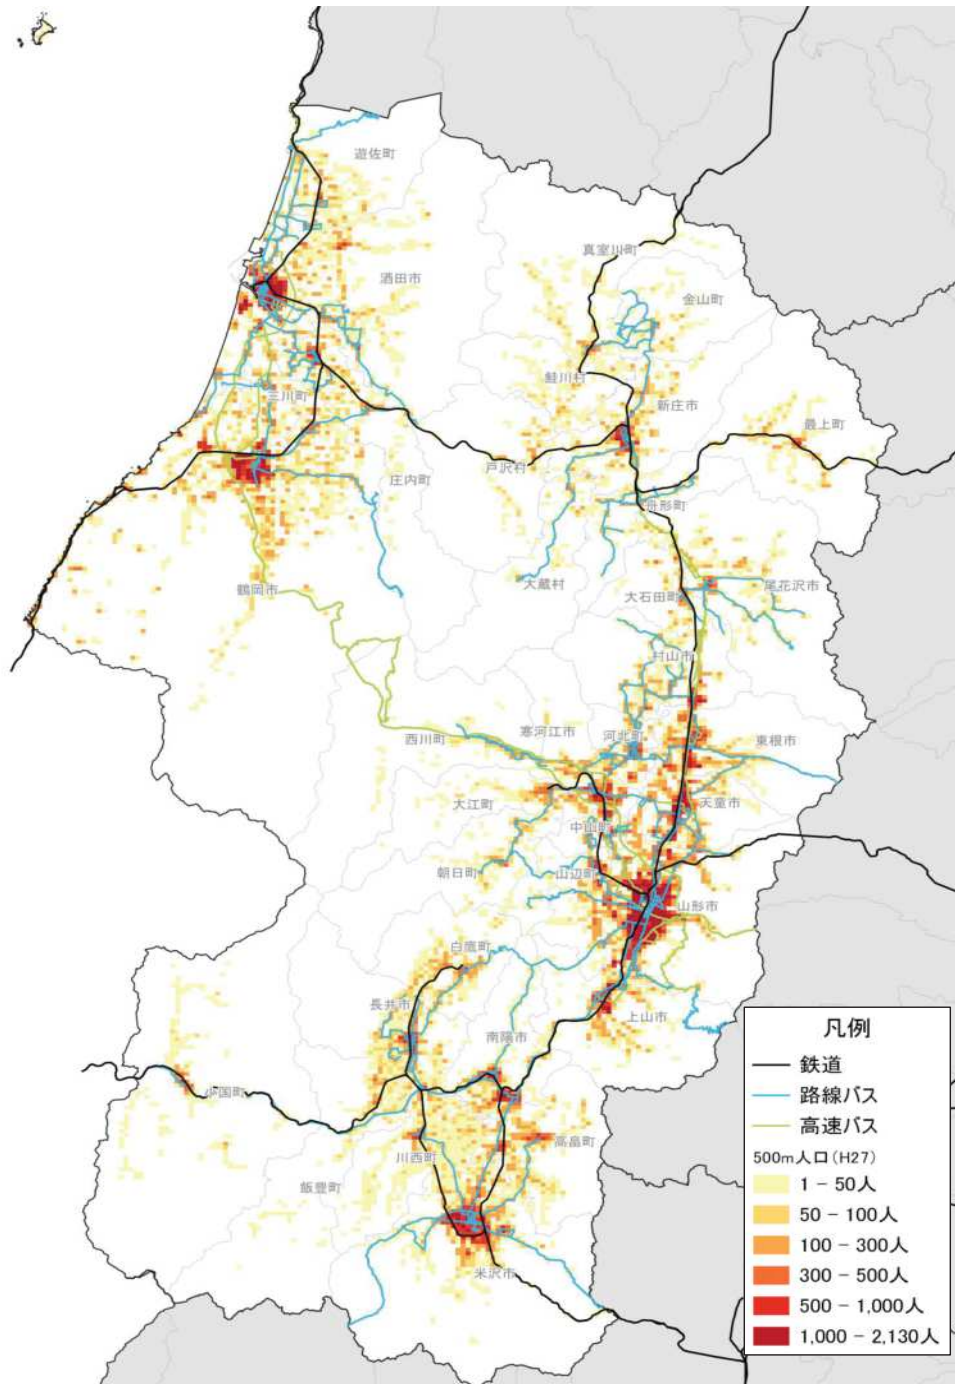 遊佐町
真室川町
酒田市
金山町
鮭川村
三川町
新庄市
最上町
戸沢村
庄内町
舟形町
大蔵村
鶴岡市
大石田町
尾花沢市
村山市
西川町
寒河江市
河北町
東根市
大江町
天童市
中山町
朝日町
山辺町
山形市
白鷹町
長井市
南陽市
上山市
小国町
川西町
高畠町
飯豊町
米沢市
凡例
鉄道
路線バス
高速バス
500m人口(H27)
1 - 50人
50 - 100人
100 - 300人
300 - 500人
500 - 1,000人
1,000 - 2,130人